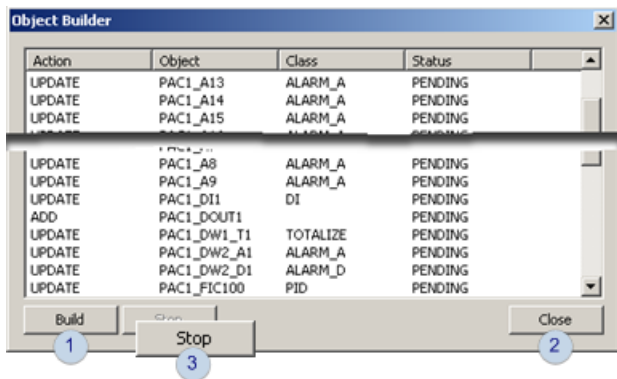 Object Builder
Action Object Class Status
UPDATE PAC1_A13 ALARM_A PENDING
UPDATE PAC1_A14 ALARM_A PENDING
UPDATE PAC1_A15 ALARM_A PENDING
UPDATE PAC1_A8 ALARM_A PENDING
UPDATE PAC1_A9 ALARM_A PENDING
UPDATE PAC1_DI1 DI PENDING
ADD PAC1_DOUT1 PENDING
UPDATE PAC1_DW1_T1 TOTALIZE PENDING
UPDATE PAC1_DW2_A1 ALARM_A PENDING
UPDATE PAC1_DW2_D1 ALARM_D PENDING
UPDATE PAC1_FIC100 PID PENDING
Build Stop Close
Stop
1 2
3